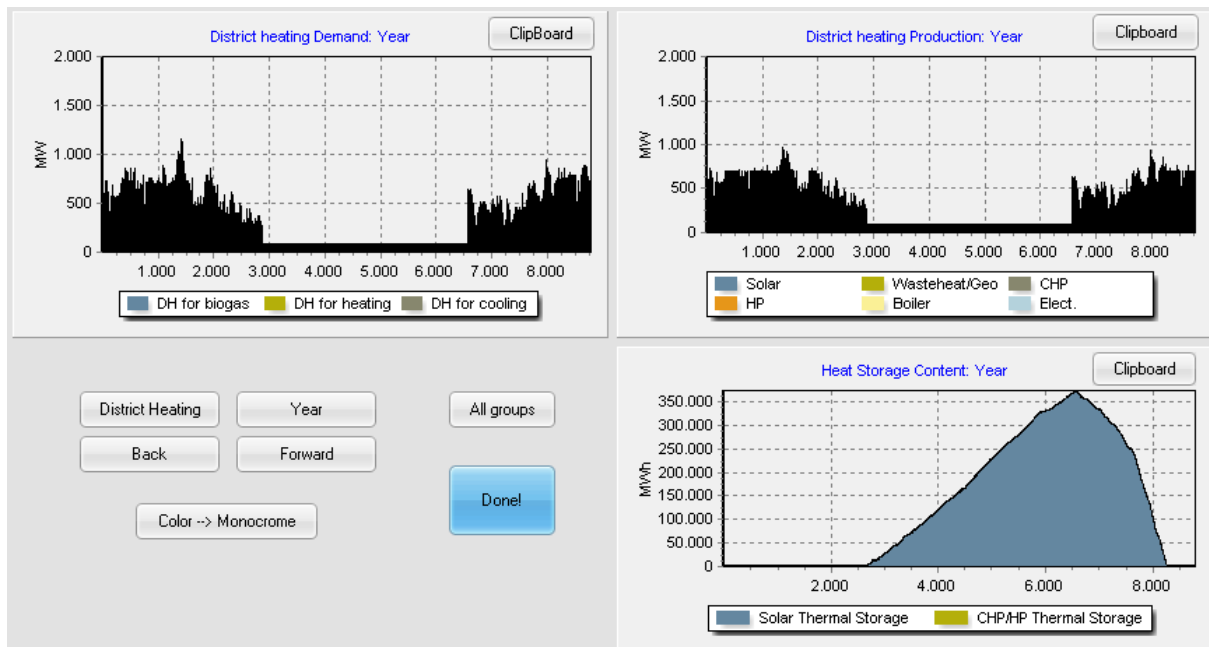 District heating Demand: Year
ClipBoard
2.000
1.500
1.000
500
0
MW
1.000 2.000 3.000 4.000 5.000 6.000 7.000 8.000
DH for biogas DH for heating DH for cooling
District heating Production: Year
Clipboard
2.000
1.500
1.000
500
0
MW
1.000 2.000 3.000 4.000 5.000 6.000 7.000 8.000
Solar Wasteheat/Geo CHP
HP Boiler Elect.
District Heating Year All groups
Back Forward
Done!
Color --> Monocrome
Heat Storage Content: Year
Clipboard
350.000
300.000
250.000
200.000
150.000
100.000
50.000
0
MWh
2.000 4.000 6.000 8.000
Solar Thermal Storage CHP/HP Thermal Storage